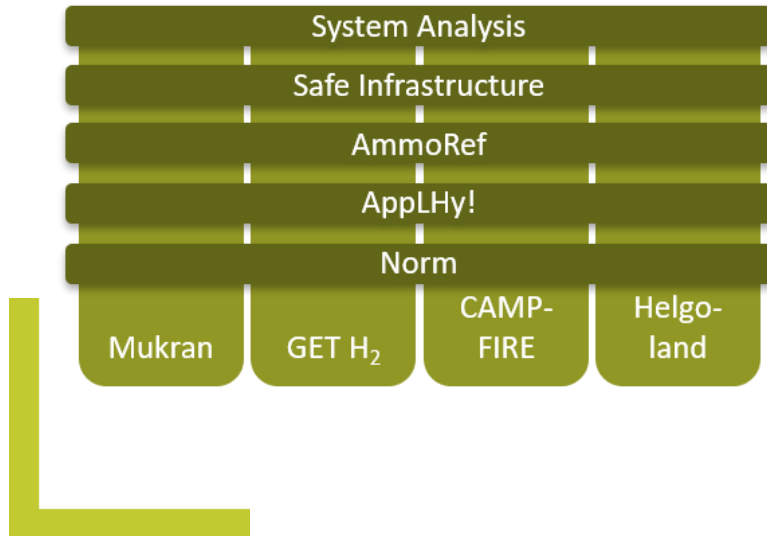 System Analysis
Safe Infrastructure
AmmoRef
AppLHy!
Norm
Mukran
GET H₂
CAMP-
FIRE
Helgo-
land